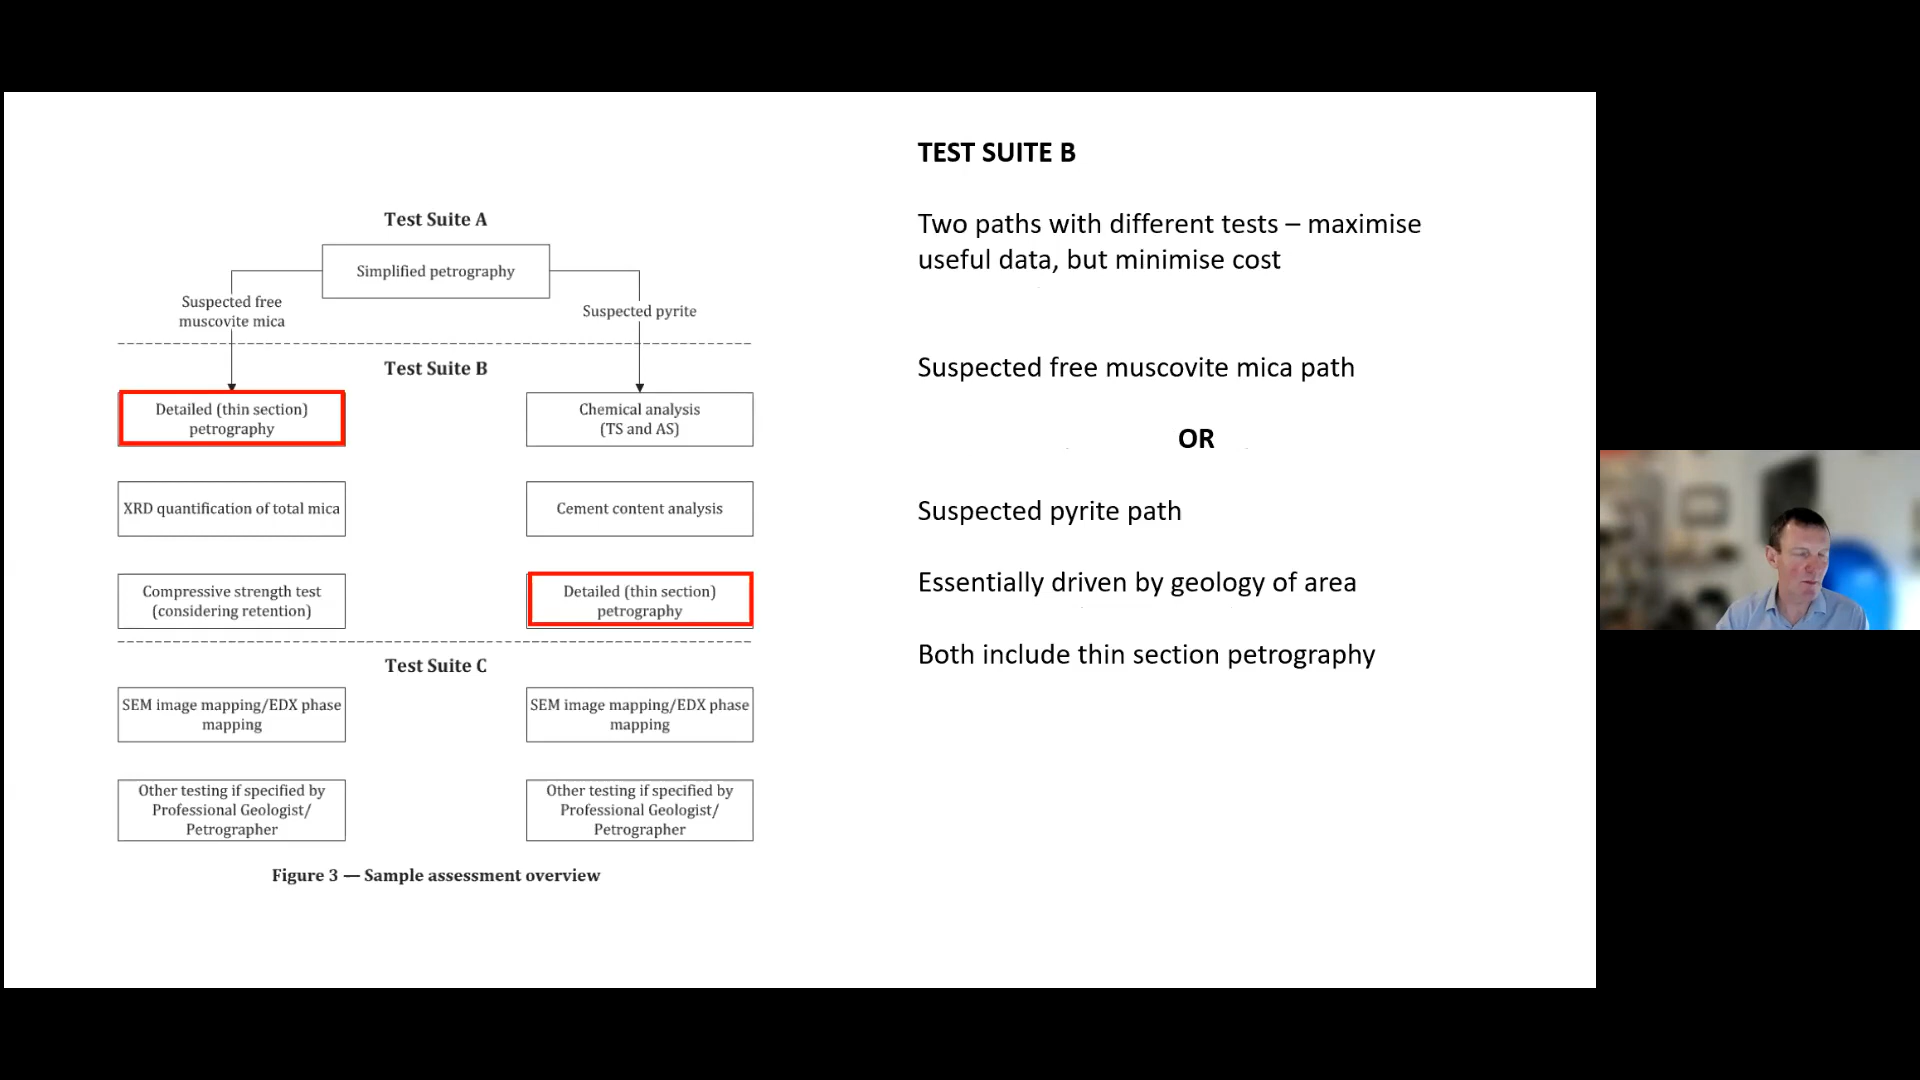 Test Suite A
Simplified petrography
Suspected free
muscovite mica
Suspected pyrite
Test Suite B
Detailed (thin section)
petrography
Chemical analysis
(TS and AS)
XRD quantification of total mica
Cement content analysis
Compressive strength test
(considering retention)
Detailed (thin section)
petrography
Test Suite C
SEM image mapping/EDX phase
mapping
SEM image mapping/EDX phase
mapping
Other testing if specified by
Professional Geologist/
Petrographer
Other testing if specified by
Professional Geologist/
Petrographer
Figure 3 — Sample assessment overview
TEST SUITE B
Two paths with different tests – maximise
useful data, but minimise cost
Suspected free muscovite mica path
OR
Suspected pyrite path
Essentially driven by geology of area
Both include thin section petrography